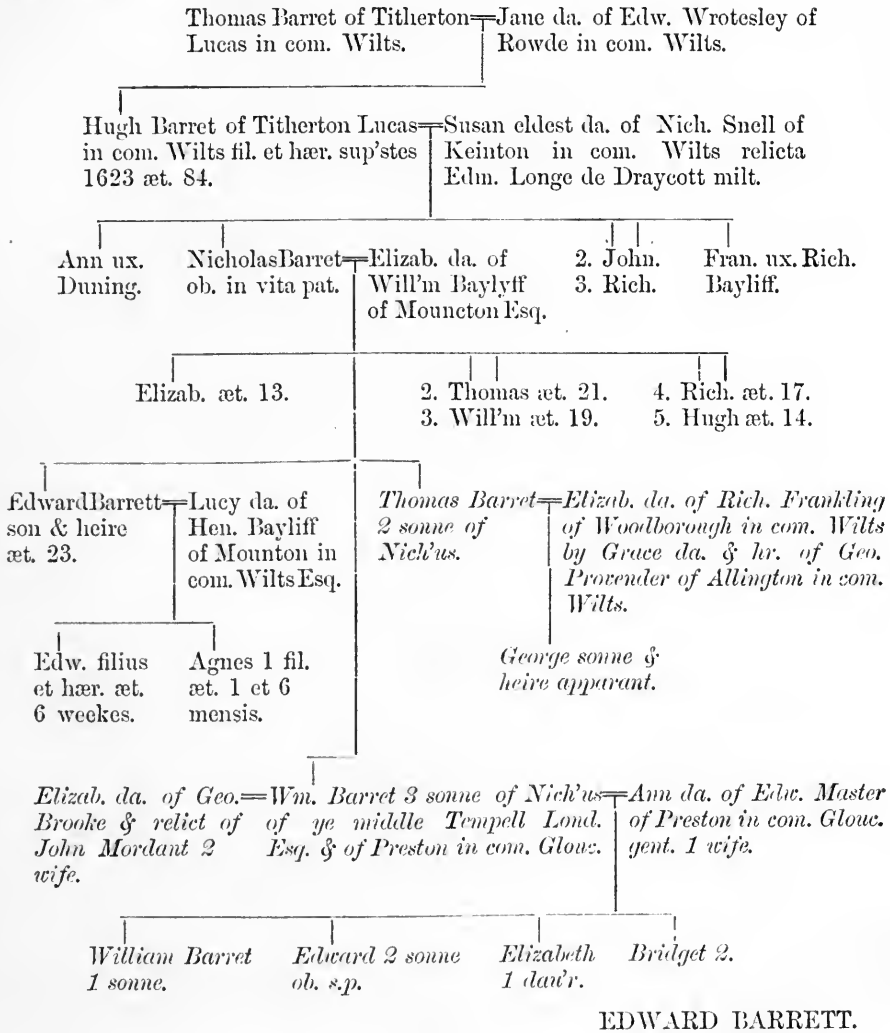 Thomas Barret of Titherton Lucas in com. Wilts.
Jane da. of Edw. Wrotesley of Rowde in com. Wilts.
Hugh Barret of Titherton Lucas
in com. Wilts fil. et hær. sup'stes
1623 æt. 84.
Susan eldest da. of Nich. Snell of
Keinton in com. Wilts relicta
Edm. Longe de Draycott milt.
Ann ux.
Duning.
Nicholas Barret
ob. in vita pat.
Elizab. da. of
Will'm Baylyff
of Mouncton Esq.
2. John.
3. Rich.
Fran. ux. Rich.
Bayliff.
Elizab. æt. 13.
2. Thomas æt. 21.
3. Will'm æt. 19.
4. Rich. æt. 17.
5. Hugh æt. 14.
Edward Barrett
son & heire
æt. 23.
Lucy da. of
Hen. Bayliff
of Mounton in
com. Wilts Esq.
Thomas Barret
2 sonne of
Nich'us.
Elizab. da. of Rich. Frankling
of Woodborough in com. Wilts
by Grace da. & hr. of Geo.
Provender of Allington in com.
Wilts.
Edw. filius
et hær. æt.
6 weekes.
Agnes 1 fil.
æt. 1 et 6
mensis.
George sonne &
heire apparant.
Elizab. da. of Geo.
Brooke & relict of
John Mordant 2
wife.
Wm. Barret 3 sonne of Nich'us
of ye middle Tempell Lond.
Esq. & of Preston in com. Glouc.
Ann da. of Edw. Master
of Preston in com. Glouc.
gent. 1 wife.
William Barret
1 sonne.
Edward 2 sonne
ob. s.p.
Elizabeth
1 dau'r.
Bridget 2.
EDWARD BARRETT.